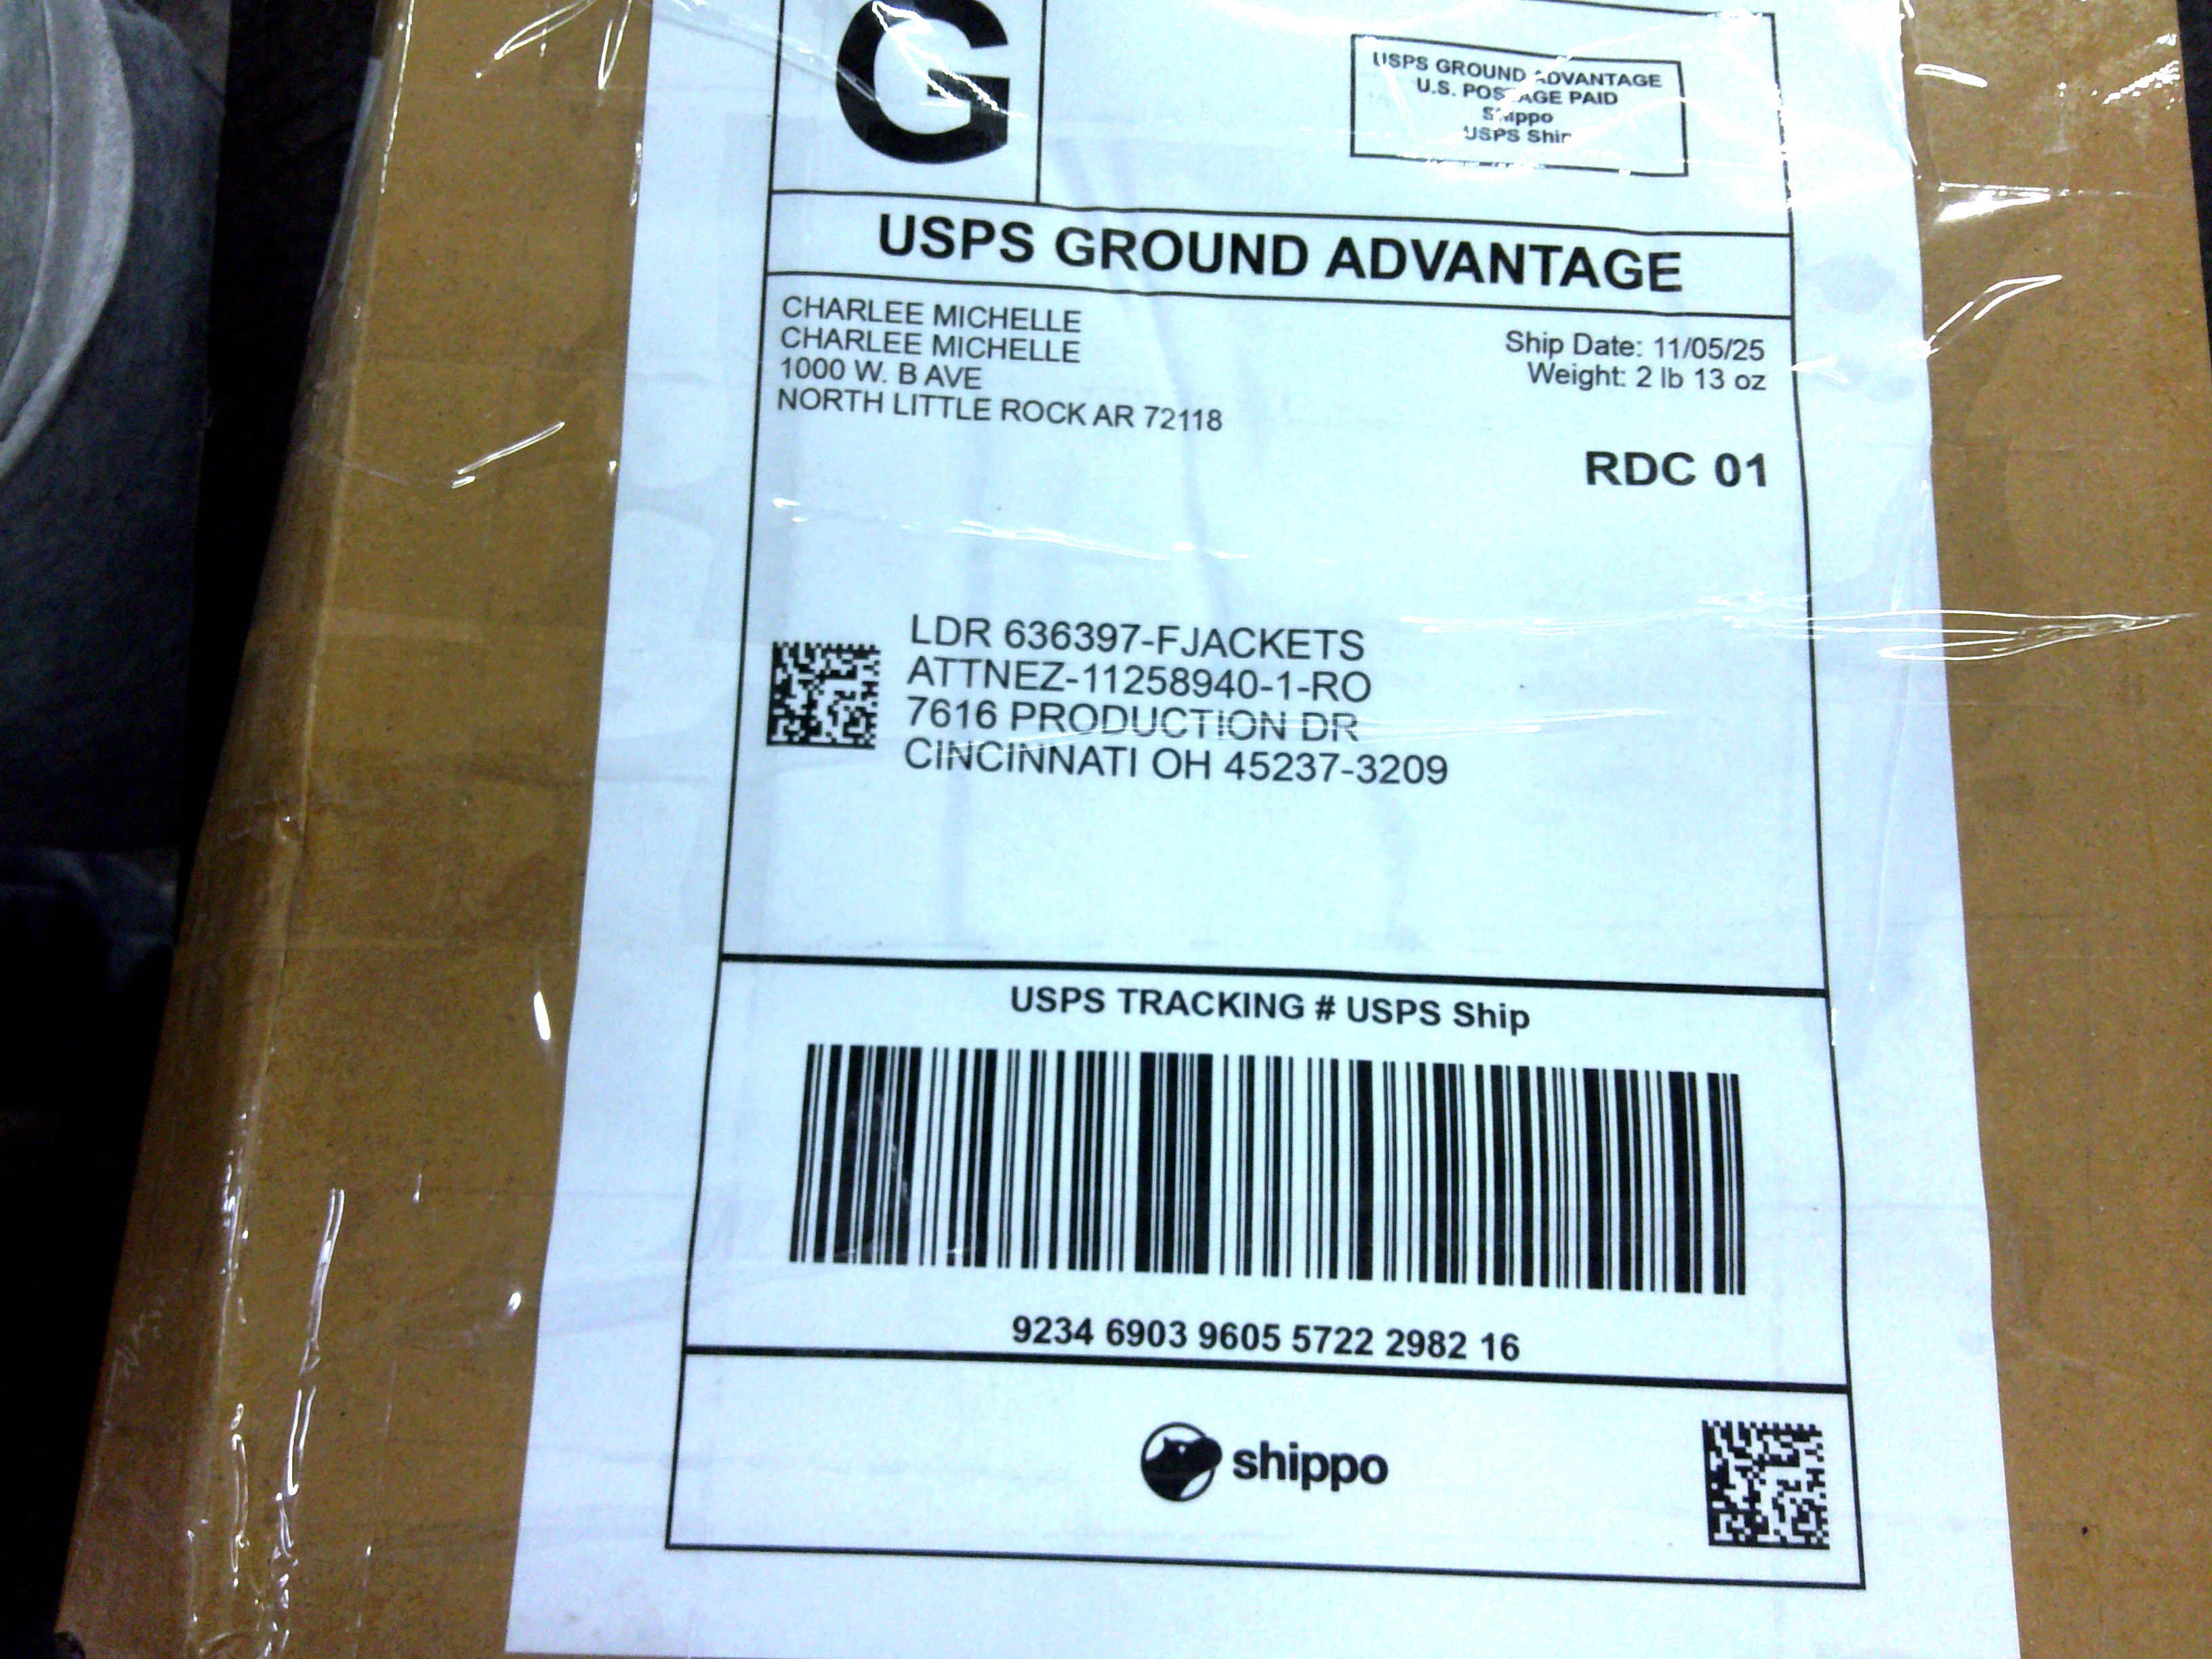 G
USPS GROUND ADVANTAGE
U.S. POSTAGE PAID
Shippo
USPS Ship
USPS GROUND ADVANTAGE
CHARLEE MICHELLE
CHARLEE MICHELLE
1000 W. B AVE
NORTH LITTLE ROCK AR 72118
Ship Date: 11/05/25
Weight: 2 lb 13 oz
RDC 01
LDR 636397-FJACKETS
ATTNEZ-11258940-1-RO
7616 PRODUCTION DR
CINCINNATI OH 45237-3209
USPS TRACKING # USPS Ship
9234 6903 9605 5722 2982 16
shippo